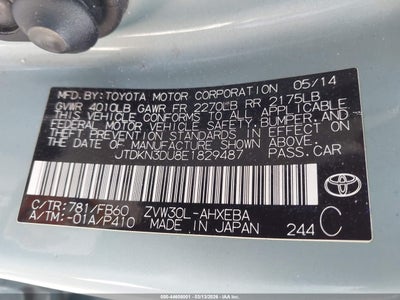 MFD. BY: TOYOTA MOTOR CORPORATION 05/14
GVWR 4010LB GAWR FR 2270LB RR 2175LB
THIS VEHICLE CONFORMS TO ALL APPLICABLE
FEDERAL MOTOR VEHICLE SAFETY, BUMPER, AND
THEFT PREVENTION STANDARDS IN EFFECT ON
THE DATE OF MANUFACTURE SHOWN ABOVE.
JTDKN3DU8E1829487 PASS.CAR
C/TR: 781/FB60 ZVW30L-AHXEBA
A/TM: -01A/P410 MADE IN JAPAN 244 C
TOYOTA